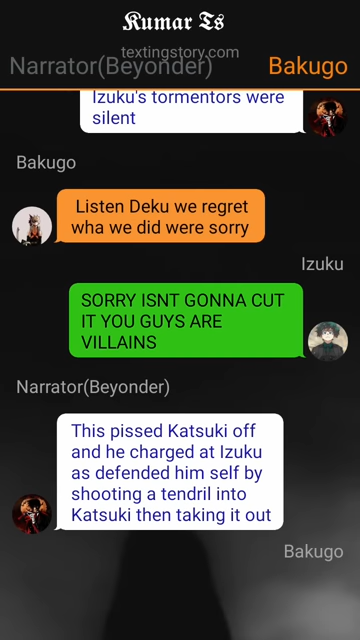 Kumar Ts
textingstory.com
Narrator(Beyonder) Bakugo
Izuku's tormentors were
silent
Bakugo
Listen Deku we regret
wha we did were sorry
Izuku
SORRY ISNT GONNA CUT
IT YOU GUYS ARE
VILLAINS
Narrator(Beyonder)
This pissed Katsuki off
and he charged at Izuku
as defended him self by
shooting a tendril into
Katsuki then taking it out
Bakugo